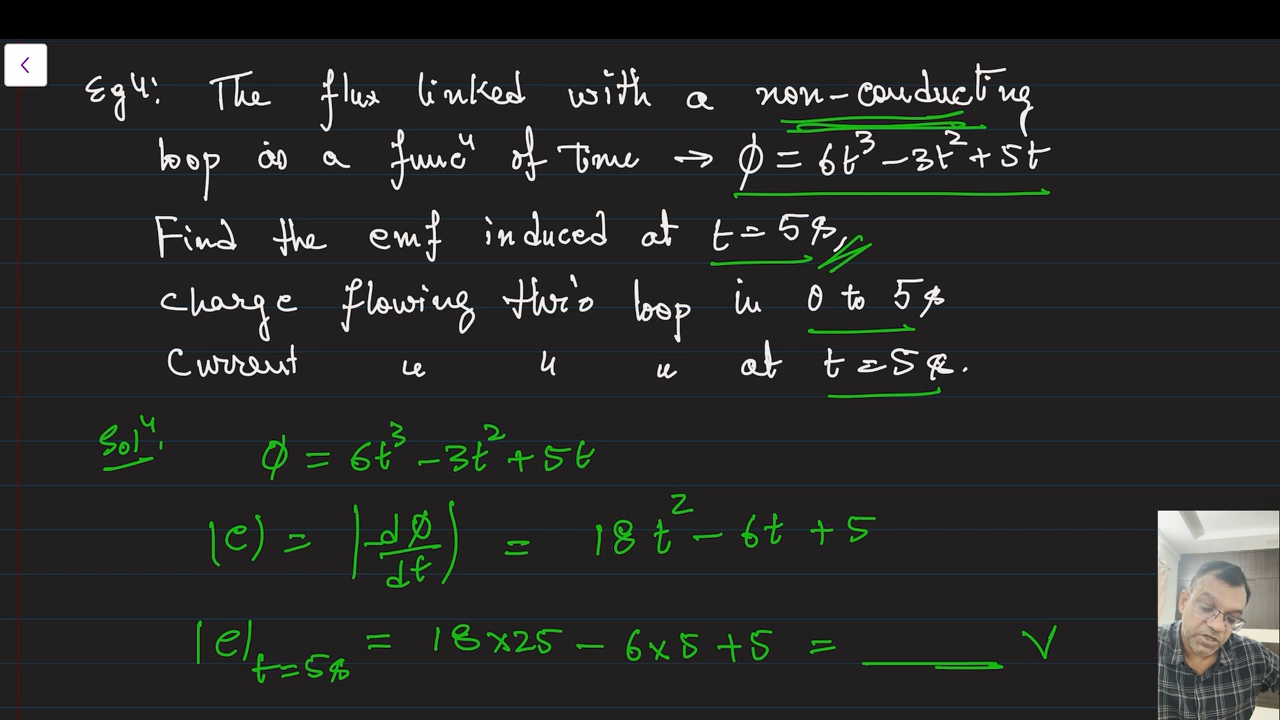 Eg4: The flux linked with a non-conducting
loop as a funcⁿ of time → ϕ = 6t³ - 3t² + 5t
Find the emf induced at t = 5s,
charge flowing thr'o loop in 0 to 5s
Current " " " at t = 5s.
Solⁿ:
ϕ = 6t³ - 3t² + 5t
|e| = |-dϕ/dt| = 18t² - 6t + 5
|e|t=5s = 18×25 - 6×5 + 5 = ____ V